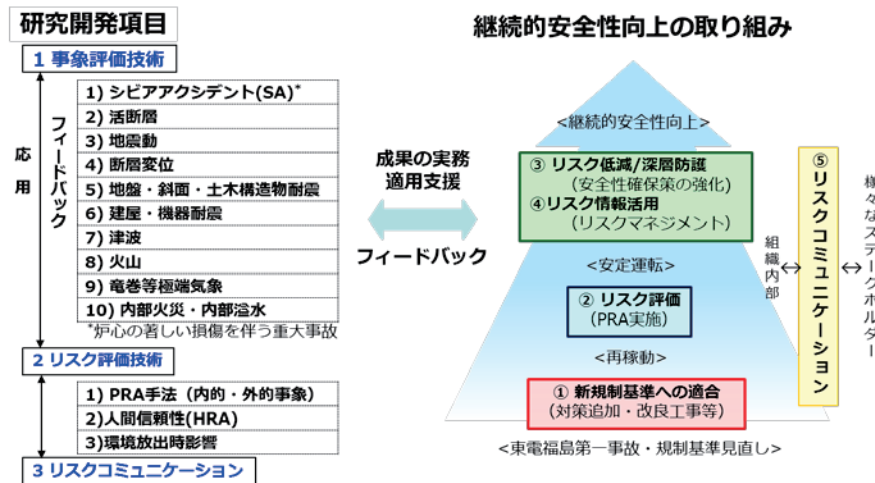 研究開発項目
1 事象評価技術
応用
フィードバック
1) シビアアクシデント(SA)*
2) 活断層
3) 地震動
4) 断層変位
5) 地盤・斜面・土木構造物耐震
6) 建屋・機器耐震
7) 津波
8) 火山
9) 竜巻等極端気象
10) 内部火災・内部溢水
*炉心の著しい損傷を伴う重大事故
2 リスク評価技術
1) PRA手法（内的・外的事象）
2)人間信頼性(HRA)
3)環境放出時影響
3 リスクコミュニケーション
成果の実務
適用支援
フィードバック
継続的安全性向上の取り組み
<継続的安全性向上>
③ リスク低減/深層防護
（安全性確保策の強化）
④リスク情報活用
（リスクマネジメント）
<安定運転>
② リスク評価
（PRA実施）
<再稼動>
① 新規制基準への適合
（対策追加・改良工事等）
<東電福島第一事故・規制基準見直し>
組織内部
⑤リスクコミュニケーション
様々なステークホルダー